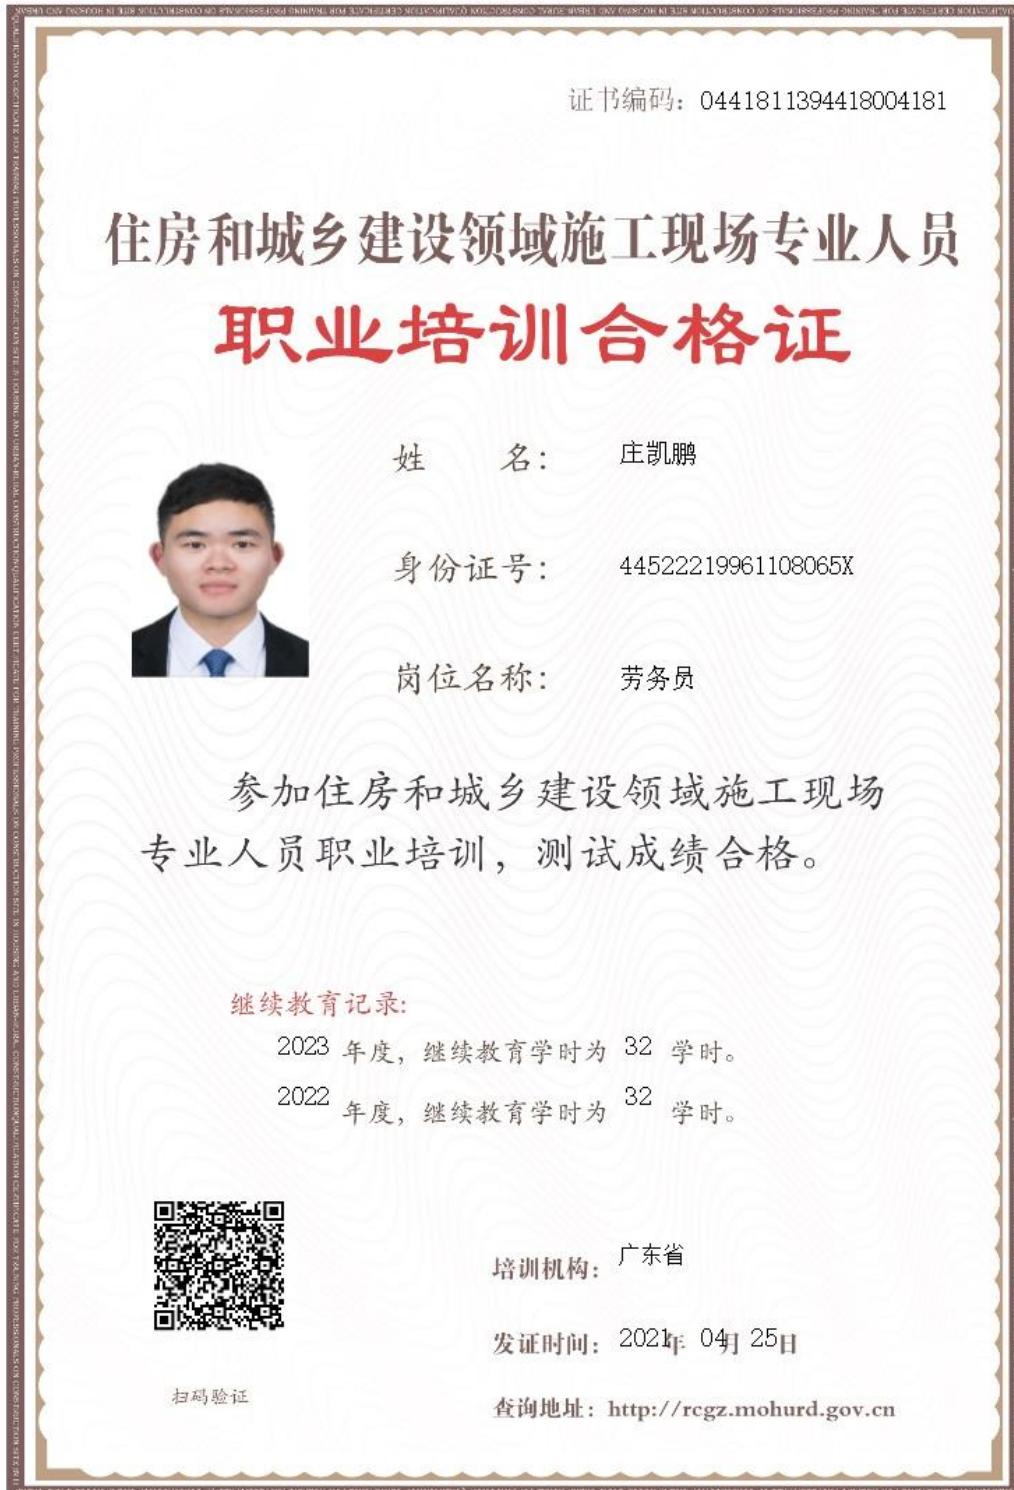 证书编码：0441811394418004181
住房和城乡建设领域施工现场专业人员
职业培训合格证
姓名：庄凯鹏
身份证号：44522219961108065X
岗位名称：劳务员
参加住房和城乡建设领域施工现场
专业人员职业培训，测试成绩合格。
继续教育记录:
2023 年度，继续教育学时为 32 学时。
2022 年度，继续教育学时为 32 学时。
培训机构：广东省
发证时间：2021年 04月 25日
扫码验证
查询地址：http://rcgz.mohurd.gov.cn